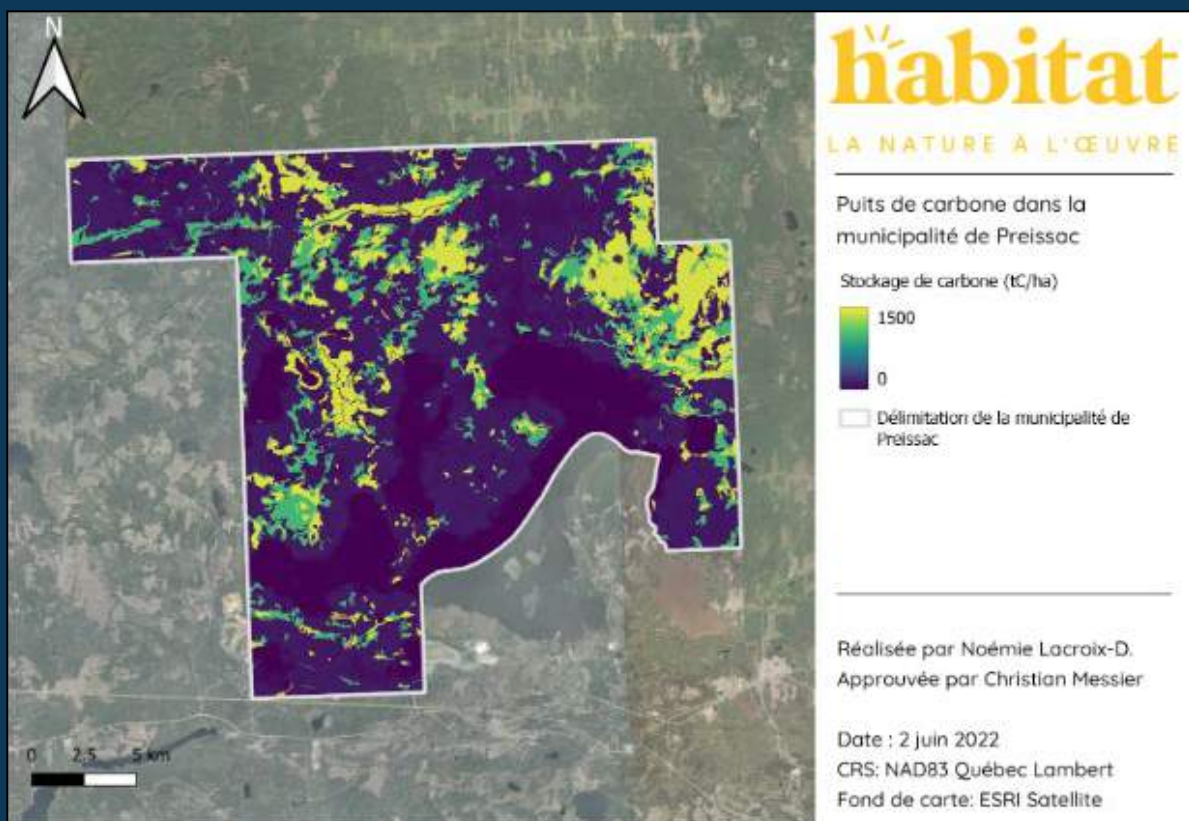 N
0 2,5 5 km
habitat
LA NATURE À L'ŒUVRE
Puits de carbone dans la
municipalité de Preissac
Stockage de carbone (tC/ha)
1500
0
Délimitation de la municipalité de
Preissac
Réalisée par Noémie Lacroix-D.
Approuvée par Christian Messier
Date : 2 juin 2022
CRS: NAD83 Québec Lambert
Fond de carte: ESRI Satellite